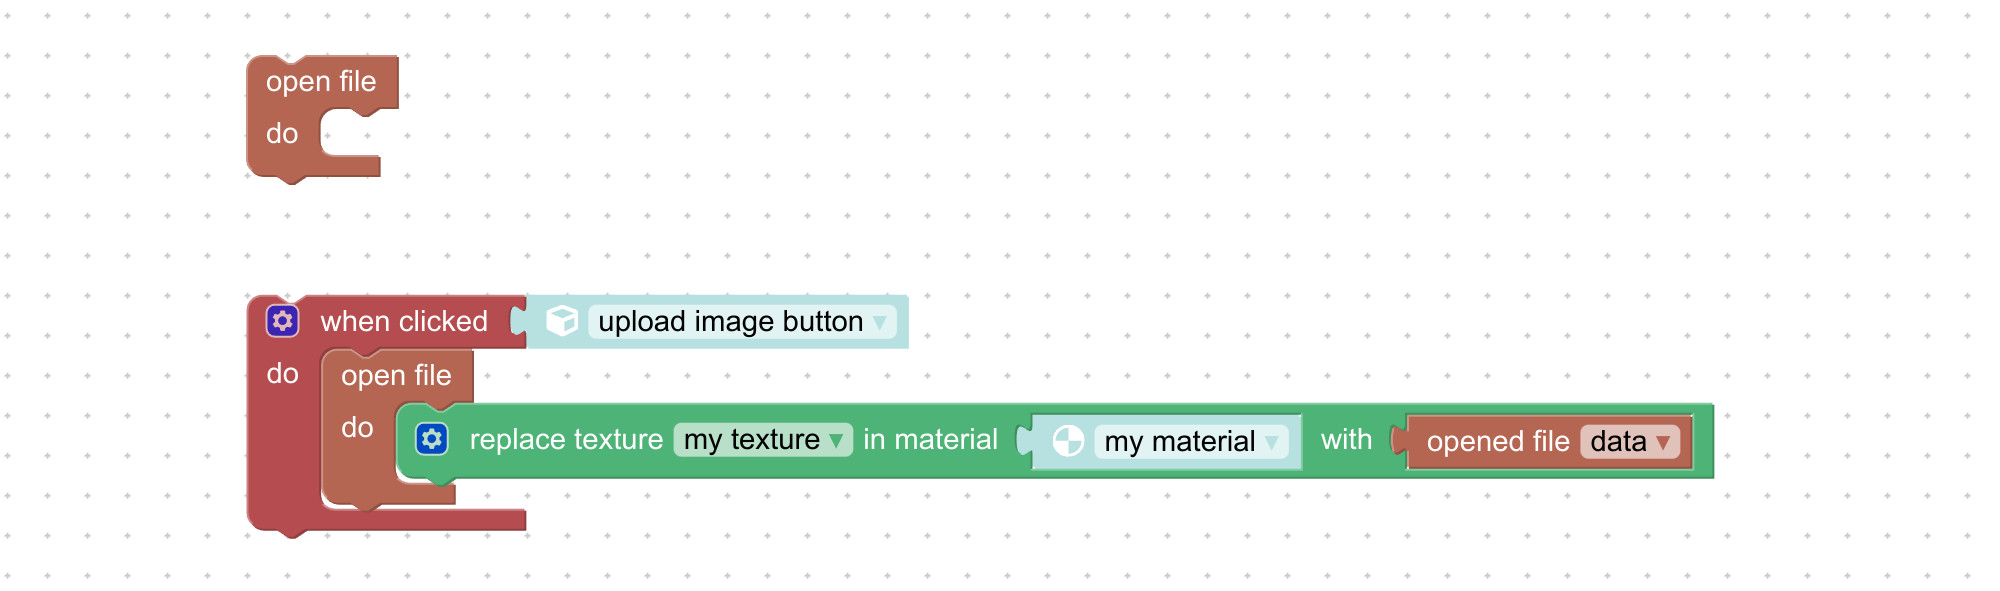 open file
do
when clicked upload image button
do open file
do replace texture my texture in material my material with opened file data